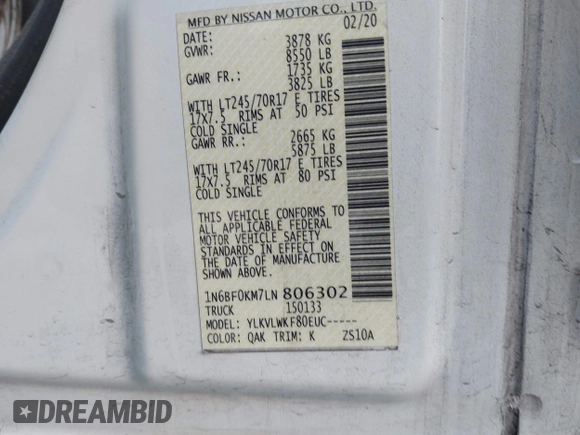 MFD BY NISSAN MOTOR CO., LTD.
DATE: 02/20
GVWR: 3878 KG
8550 LB
GAWR FR.: 1735 KG
3825 LB
WITH LT245/70R17 E TIRES
17X7.5 RIMS AT 50 PSI
COLD SINGLE
GAWR RR.: 2665 KG
5875 LB
WITH LT245/70R17 E TIRES
17X7.5 RIMS AT 80 PSI
COLD SINGLE
THIS VEHICLE CONFORMS TO
ALL APPLICABLE FEDERAL
MOTOR VEHICLE SAFETY
STANDARDS IN EFFECT ON
THE DATE OF MANUFACTURE
SHOWN ABOVE.
1N6BF0KM7LN 806302
TRUCK 150133
MODEL: YLKVLWKF80EUC-----
COLOR: QAK TRIM: K ZS10A
DREAMBID